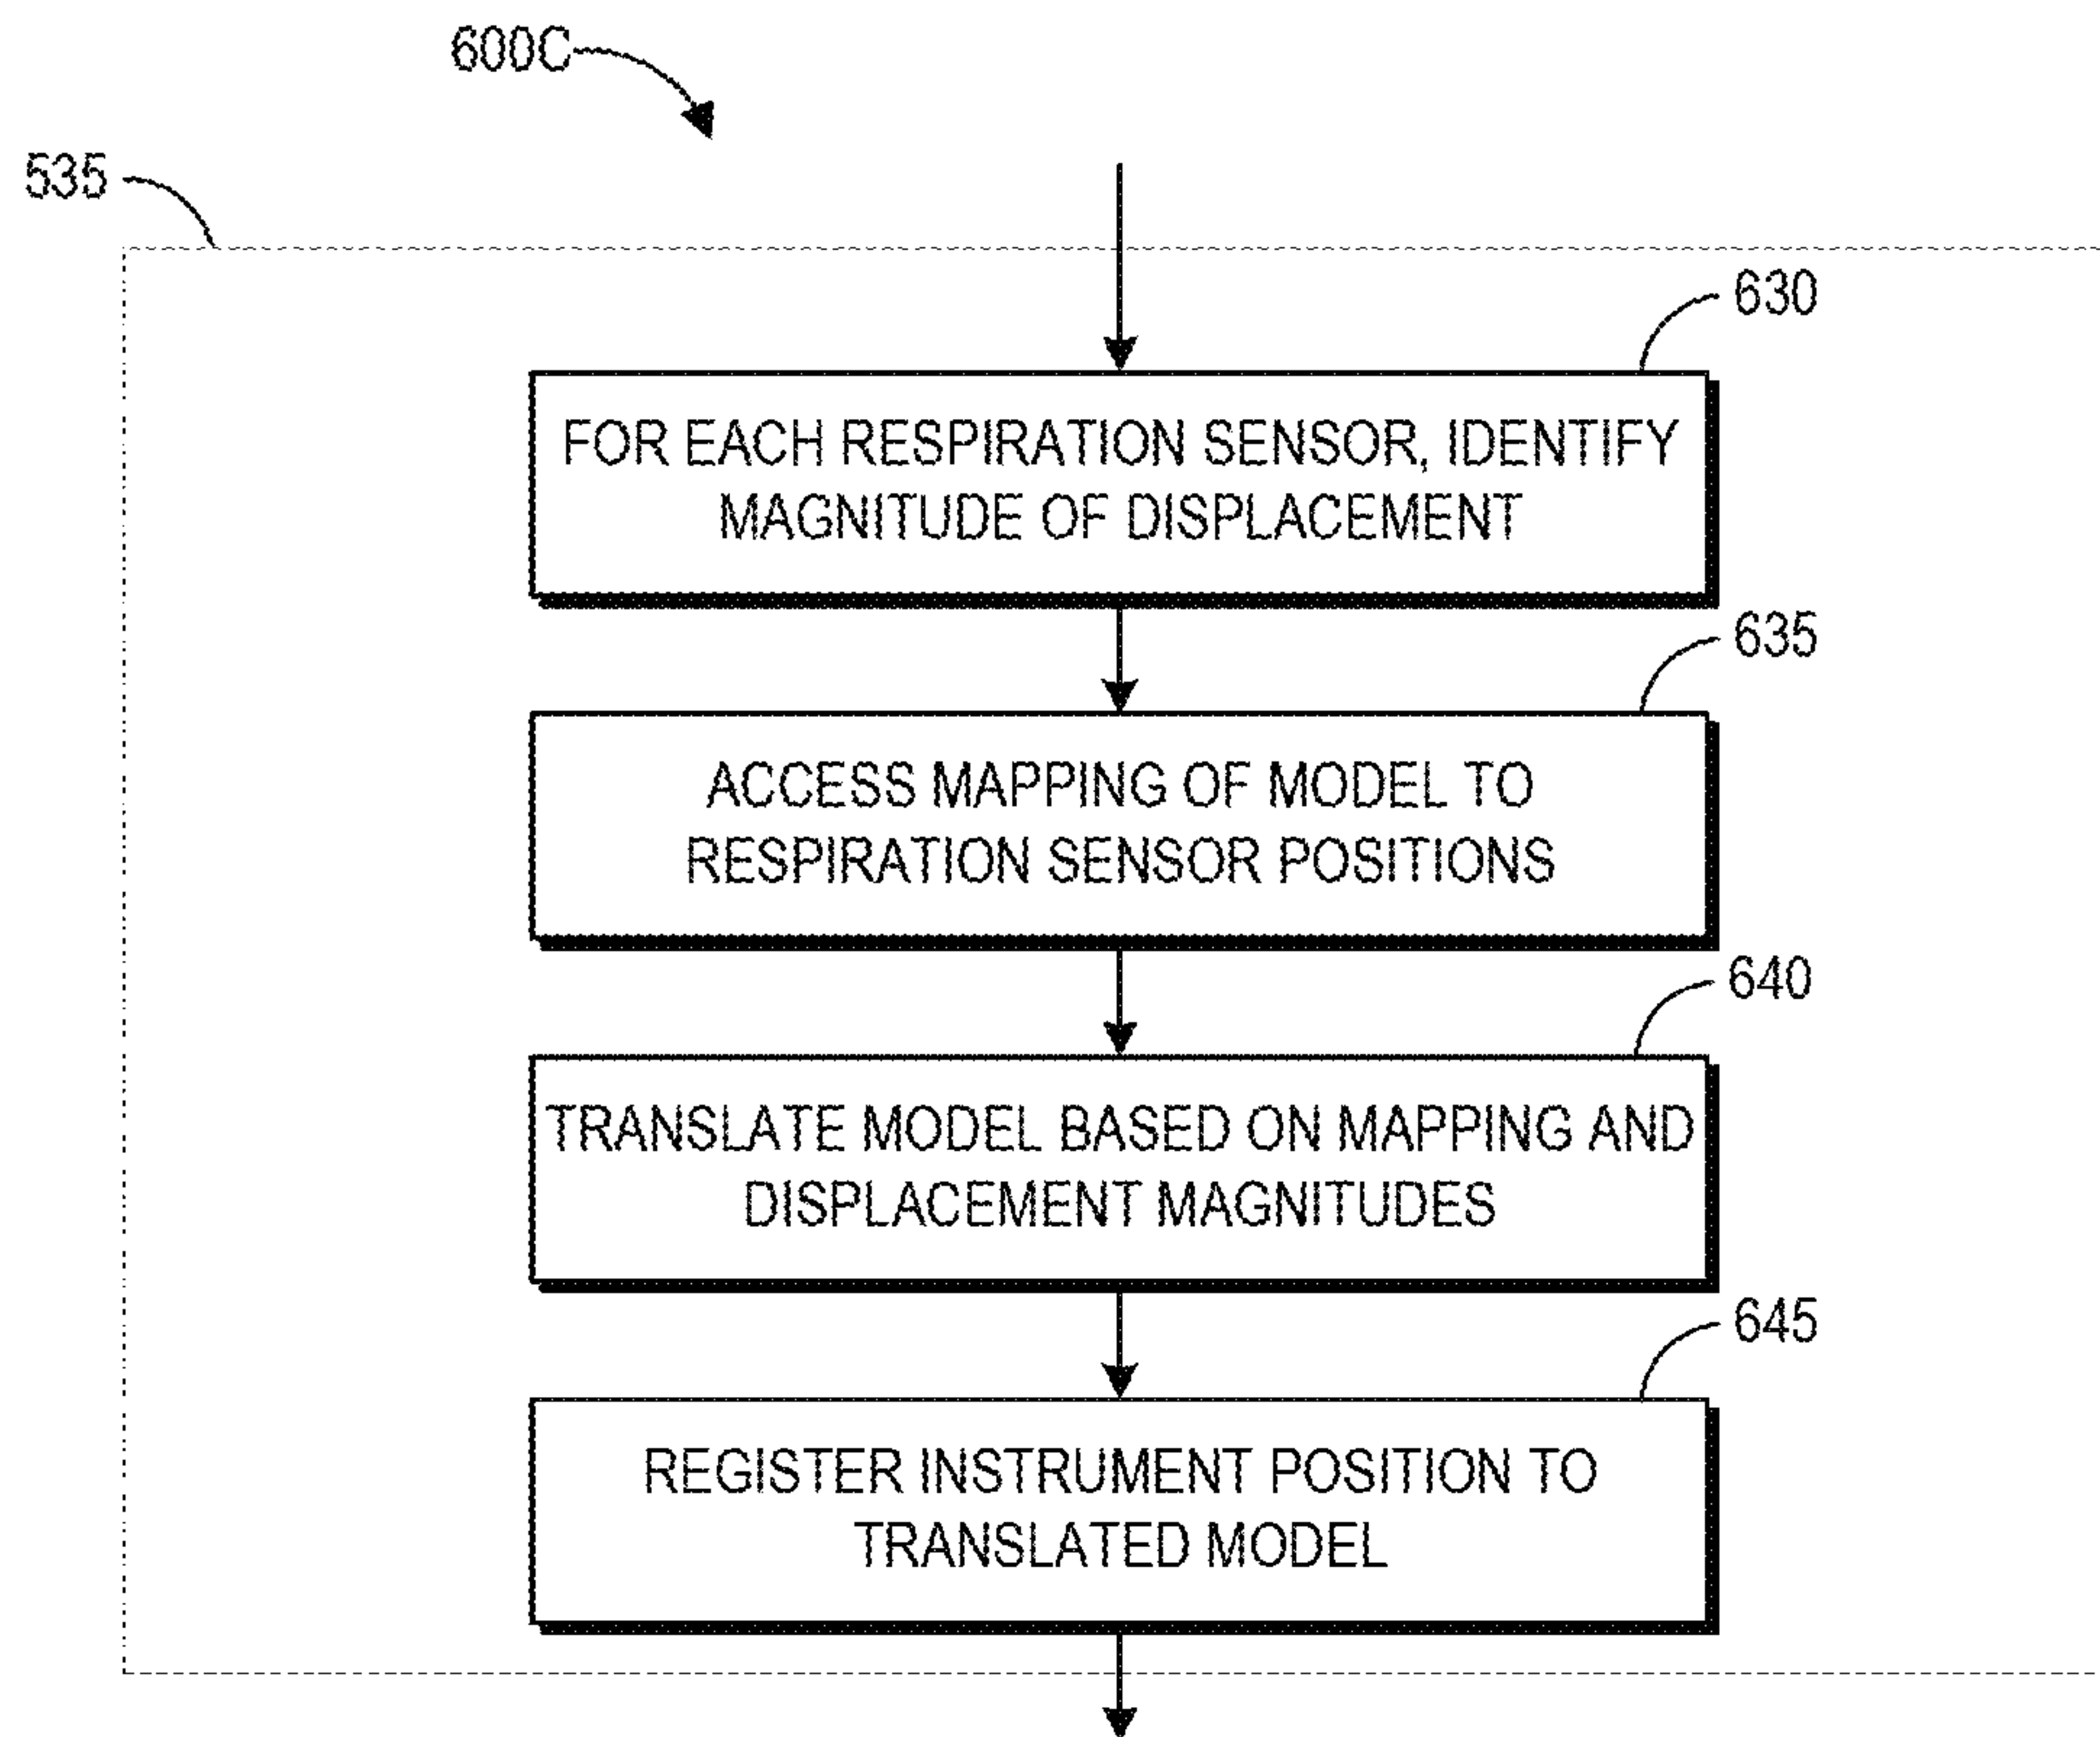 600C
535
630
FOR EACH RESPIRATION SENSOR, IDENTIFY
MAGNITUDE OF DISPLACEMENT
635
ACCESS MAPPING OF MODEL TO
RESPIRATION SENSOR POSITIONS
640
TRANSLATE MODEL BASED ON MAPPING AND
DISPLACEMENT MAGNITUDES
645
REGISTER INSTRUMENT POSITION TO
TRANSLATED MODEL